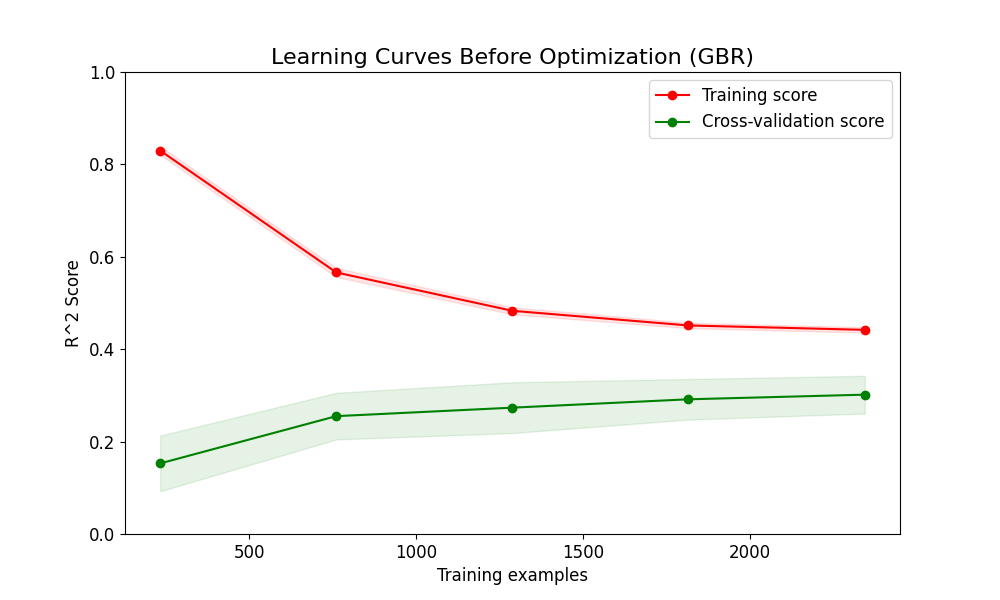 Learning Curves Before Optimization (GBR)
1.0
0.8
0.6
0.4
0.2
0.0
R^2 Score
Training score
Cross-validation score
500
1000
1500
2000
Training examples